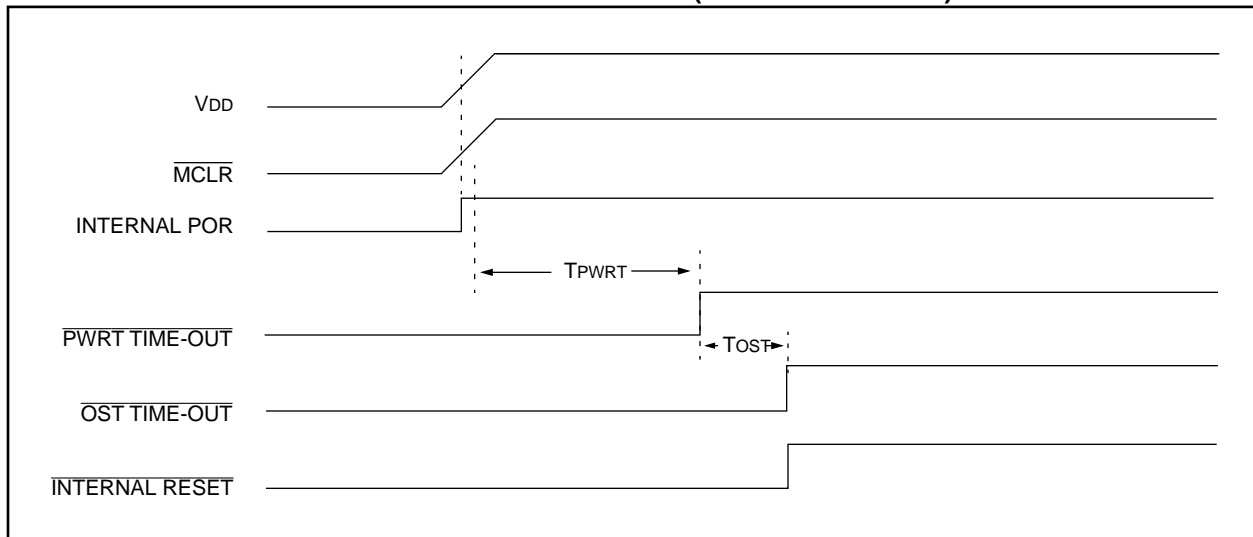 VDD
MCLR
INTERNAL POR
TPWRT
PWRT TIME-OUT
TOST
OST TIME-OUT
INTERNAL RESET